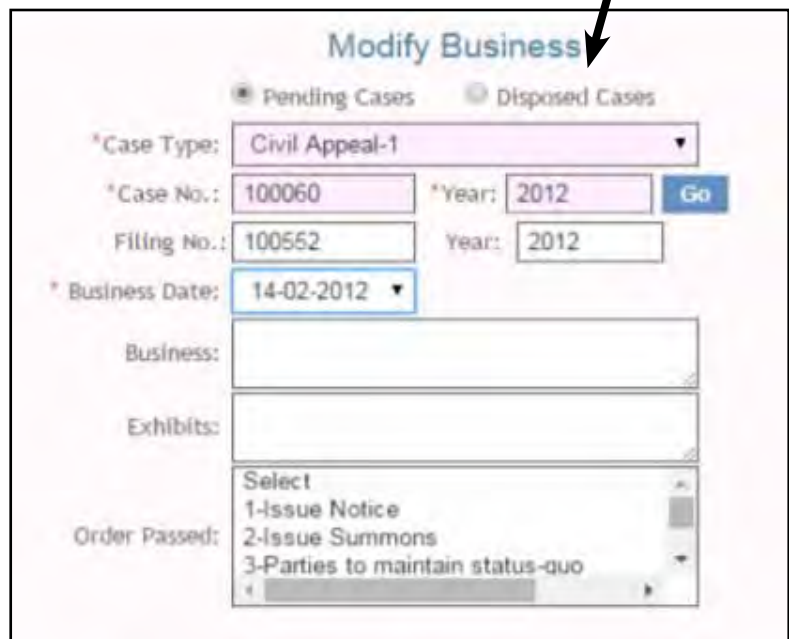 Modify Business
Pending Cases Disposed Cases
*Case Type: Civil Appeal-1
*Case No.: 100060 *Year: 2012 Go
Filing No.: 100552 Year: 2012
* Business Date: 14-02-2012
Business:
Exhibits:
Select
1-Issue Notice
Order Passed: 2-Issue Summons
3-Parties to maintain status-quo